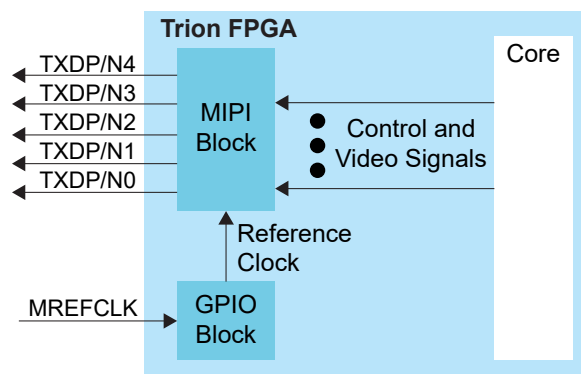 Trion FPGA
TXDP/N4
TXDP/N3
TXDP/N2
TXDP/N1
TXDP/N0
MIPI
Block
Control and
Video Signals
Core
Reference
Clock
MREFCLK
GPIO
Block